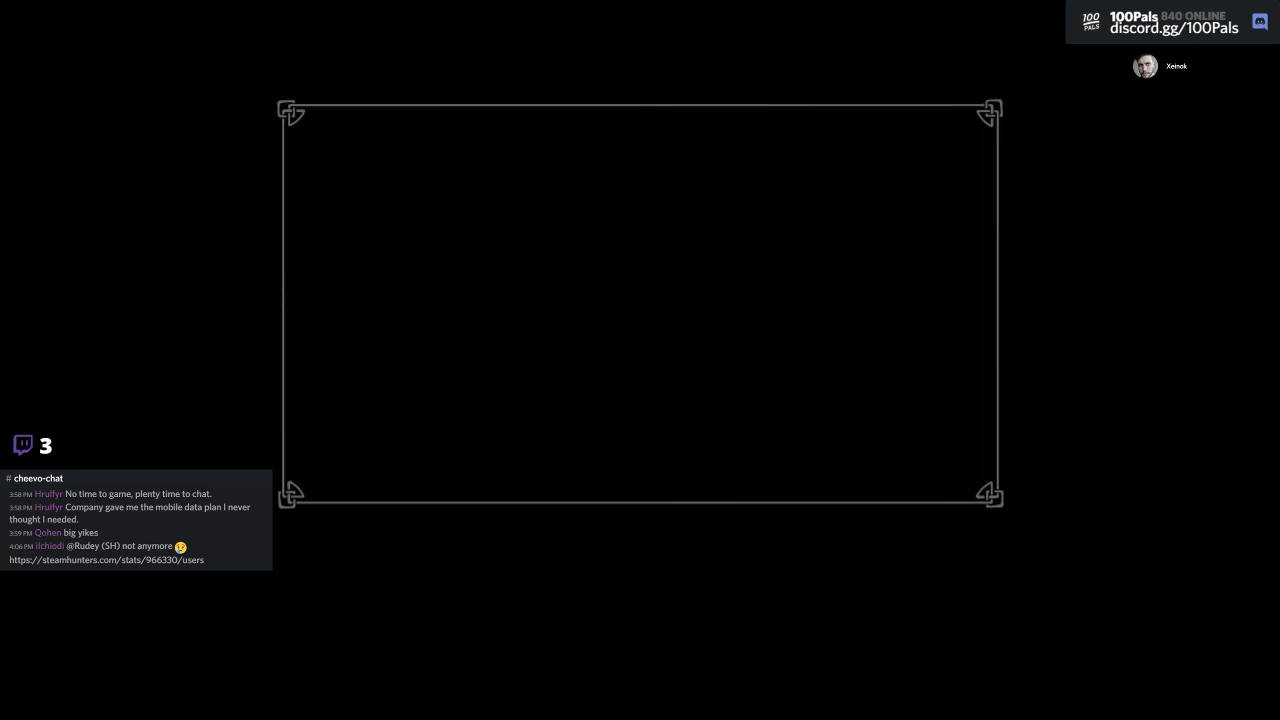 100 PALS
100Pals 840 ONLINE
discord.gg/100Pals
Xeinok
3
# cheevo-chat
3:58 PM Hrulfyr No time to game, plenty time to chat.
3:58 PM Hrulfyr Company gave me the mobile data plan I never
thought I needed.
3:59 PM Qohen big yikes
4:06 PM ilchiodi @Rudey (SH) not anymore 😢
https://steamhunters.com/stats/966330/users